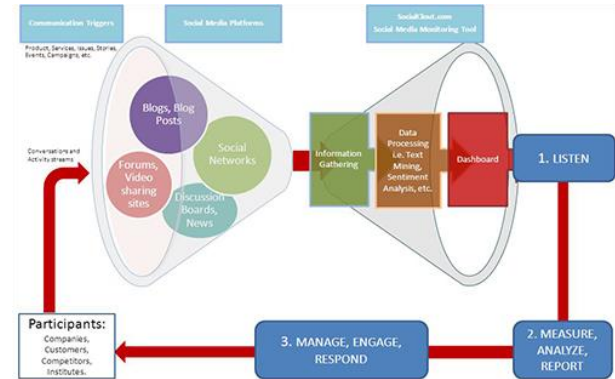 Communication Triggers
Social Media Platforms
SocialClout.com
Social Media Monitoring Tool
Product, Services, Issues, Stories,
Events, Campaigns, etc.
Blogs, Blog
Posts
Social
Networks
Forums,
Video
sharing
sites
Discussion
Boards,
News
Conversations and
Activity streams
Information
Gathering
Data
Processing
i.e. Text
Mining,
Sentiment
Analysis, etc.
Dashboard
1. LISTEN
2. MEASURE,
ANALYZE,
REPORT
3. MANAGE, ENGAGE,
RESPOND
Participants:
Companies,
Customers,
Competitors,
Institutes.